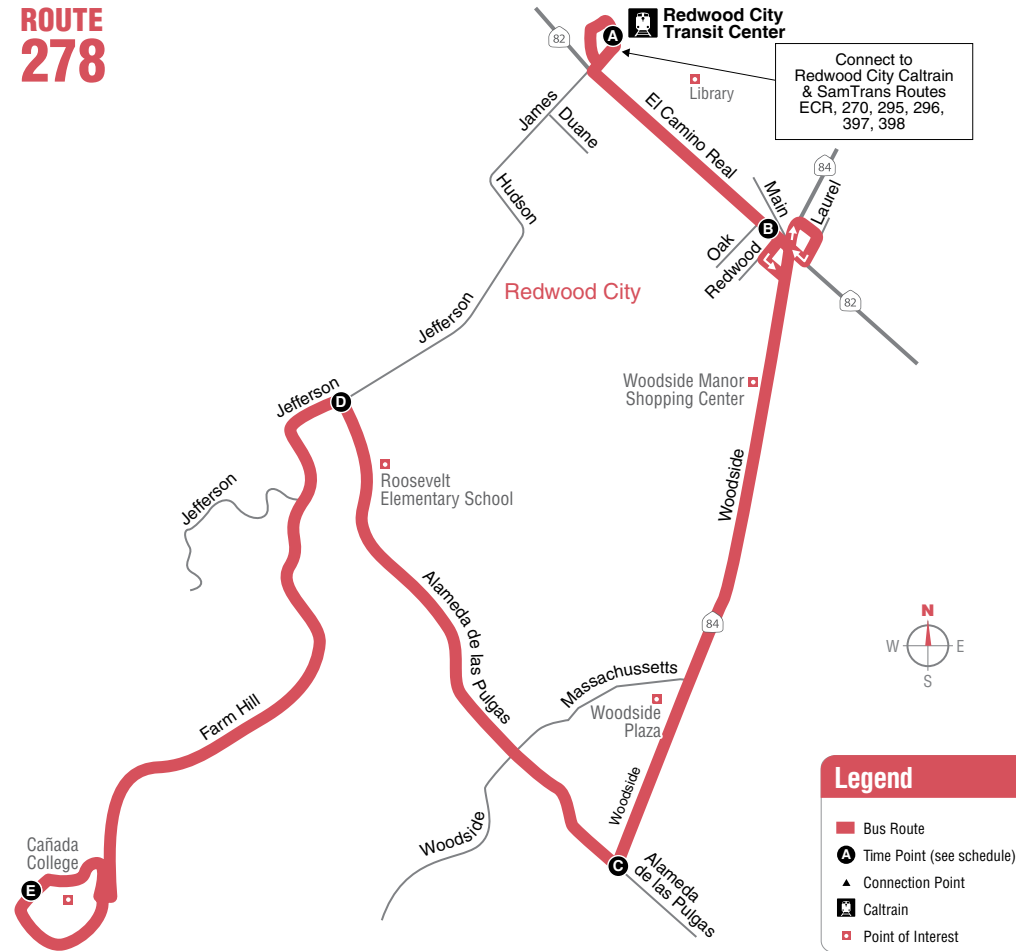 ROUTE
278
A
Redwood City
Transit Center
82
Connect to
Redwood City Caltrain
& SamTrans Routes
ECR, 270, 295, 296,
397, 398
Library
James
Duane
El Camino Real
84
Main
Laurel
Hudson
B
Oak
Redwood
82
Redwood City
Jefferson
Woodside Manor
Shopping Center
Jefferson
D
Roosevelt
Elementary School
Woodside
Jefferson
Alameda de las Pulgas
84
N
W
E
S
Massachussetts
Woodside
Plaza
Farm Hill
Woodside
Woodside
C
Alameda
de las Pulgas
Cañada
College
E
Legend
Bus Route
A Time Point (see schedule)
Connection Point
Caltrain
Point of Interest